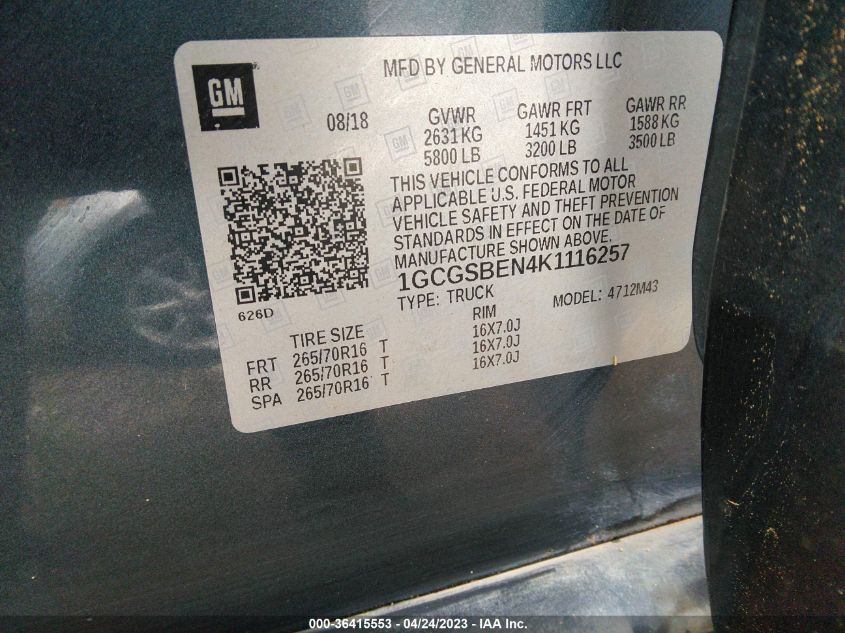 GM
MFD BY GENERAL MOTORS LLC
08/18
GVWR GAWR FRT GAWR RR
2631 KG 1451 KG 1588 KG
5800 LB 3200 LB 3500 LB
THIS VEHICLE CONFORMS TO ALL
APPLICABLE U.S. FEDERAL MOTOR
VEHICLE SAFETY AND THEFT PREVENTION
STANDARDS IN EFFECT ON THE DATE OF
MANUFACTURE SHOWN ABOVE.
1GCGSBEN4K1116257
TYPE: TRUCK MODEL: 4712M43
626D
TIRE SIZE RIM
FRT 265/70R16 T 16X7.0J
RR 265/70R16 T 16X7.0J
SPA 265/70R16 T 16X7.0J
000-36415553 — 04/24/2023 — IAA Inc.